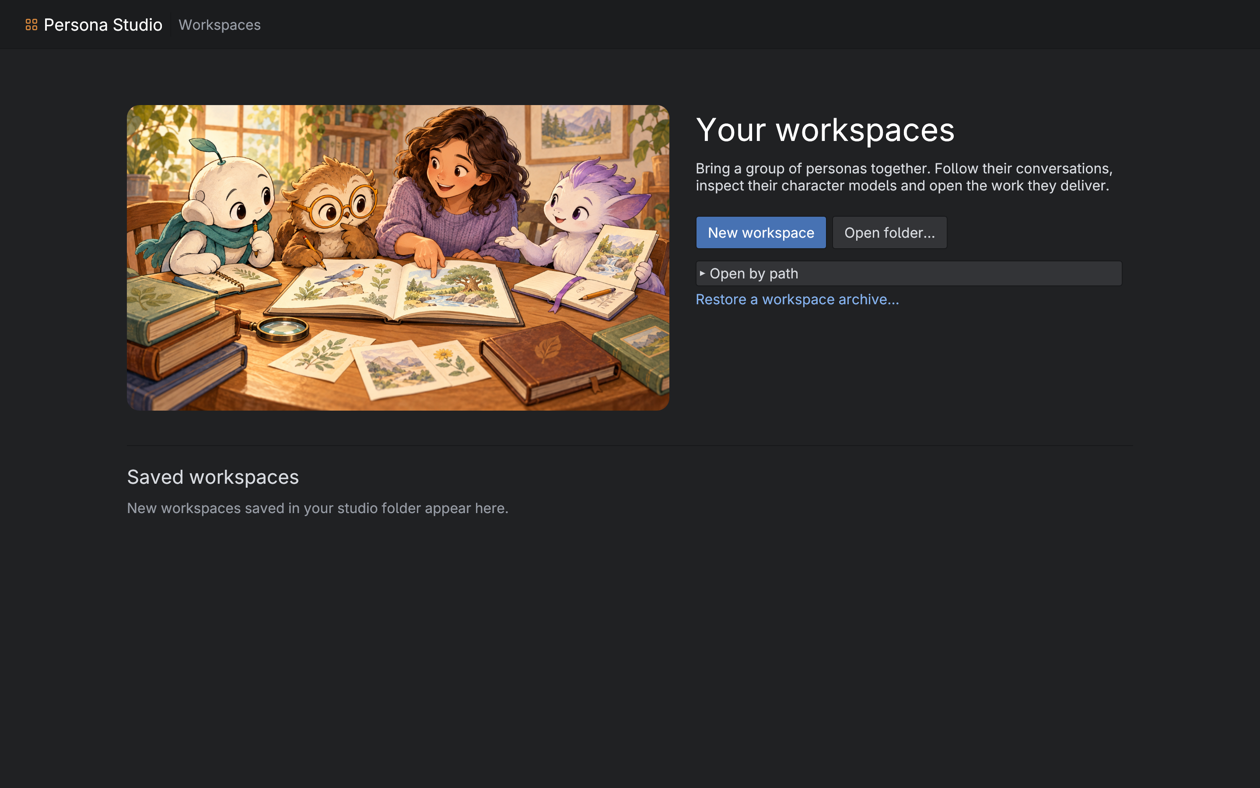 Persona Studio Workspaces
Your workspaces
Bring a group of personas together. Follow their conversations,
inspect their character models and open the work they deliver.
New workspace Open folder...
Open by path
Restore a workspace archive...
Saved workspaces
New workspaces saved in your studio folder appear here.